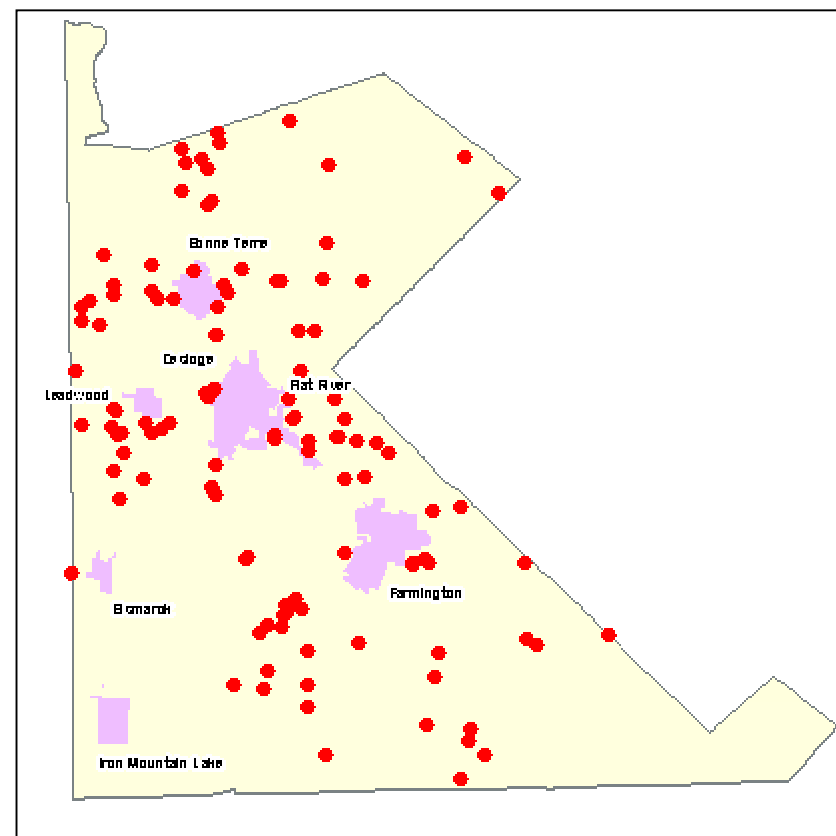 Bonne Terre
Desloge
Leadwood
Flat River
Farmington
Bismarck
Iron Mountain Lake